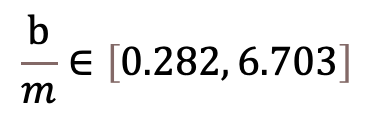 b/m ∈ [0.282, 6.703]